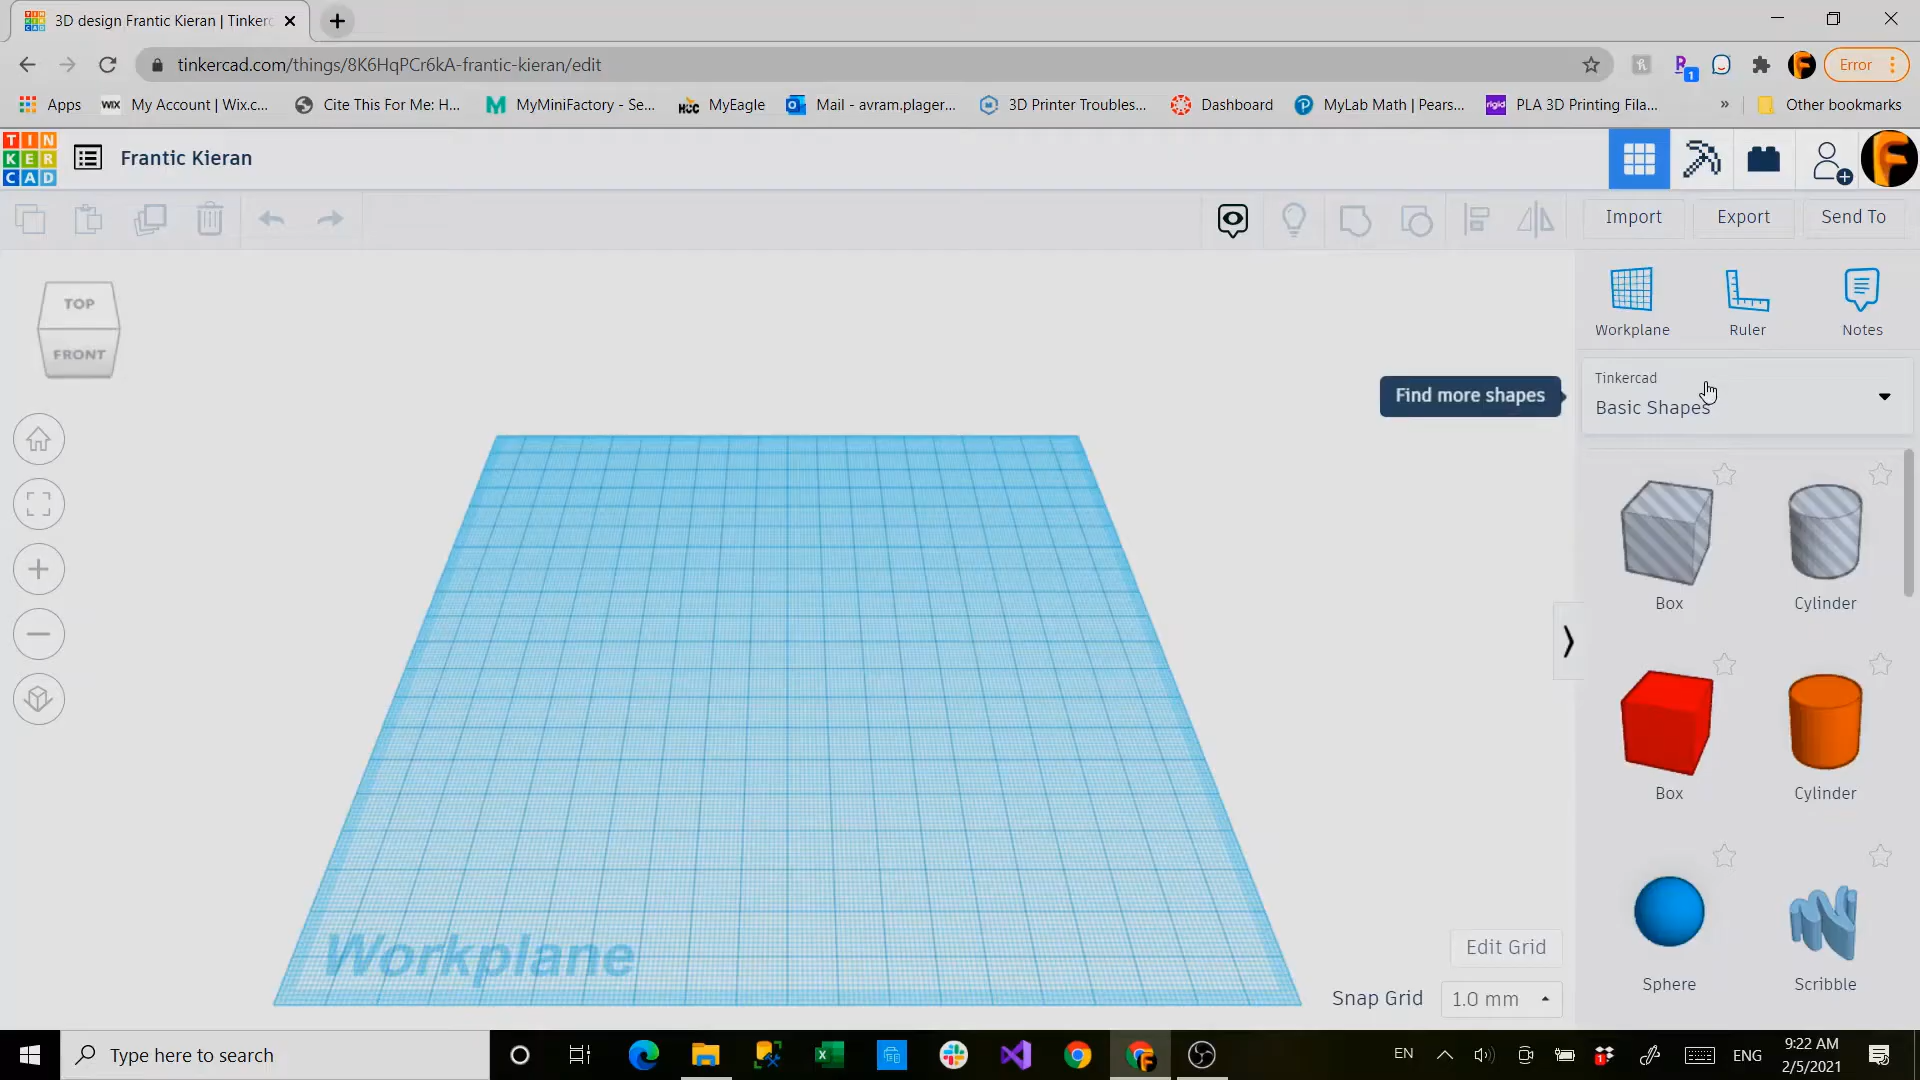 3D design Frantic Kieran | Tinker
tinkercad.com/things/8K6HqPCr6kA-frantic-kieran/edit
Error
Apps
WIX My Account | Wix.c...
Cite This For Me: H...
MyMiniFactory - Se...
HCC MyEagle
Mail - avram.plager...
3D Printer Troubles...
Dashboard
MyLab Math | Pears...
rigid PLA 3D Printing Fila...
»
Other bookmarks
TIN
KER
CAD
Frantic Kieran
Import
Export
Send To
TOP
FRONT
Workplane
Ruler
Notes
Find more shapes
Tinkercad
Basic Shapes
Box
Cylinder
Box
Cylinder
Sphere
Scribble
Workplane
Edit Grid
Snap Grid
1.0 mm
Type here to search
EN
ENG
9:22 AM
2/5/2021